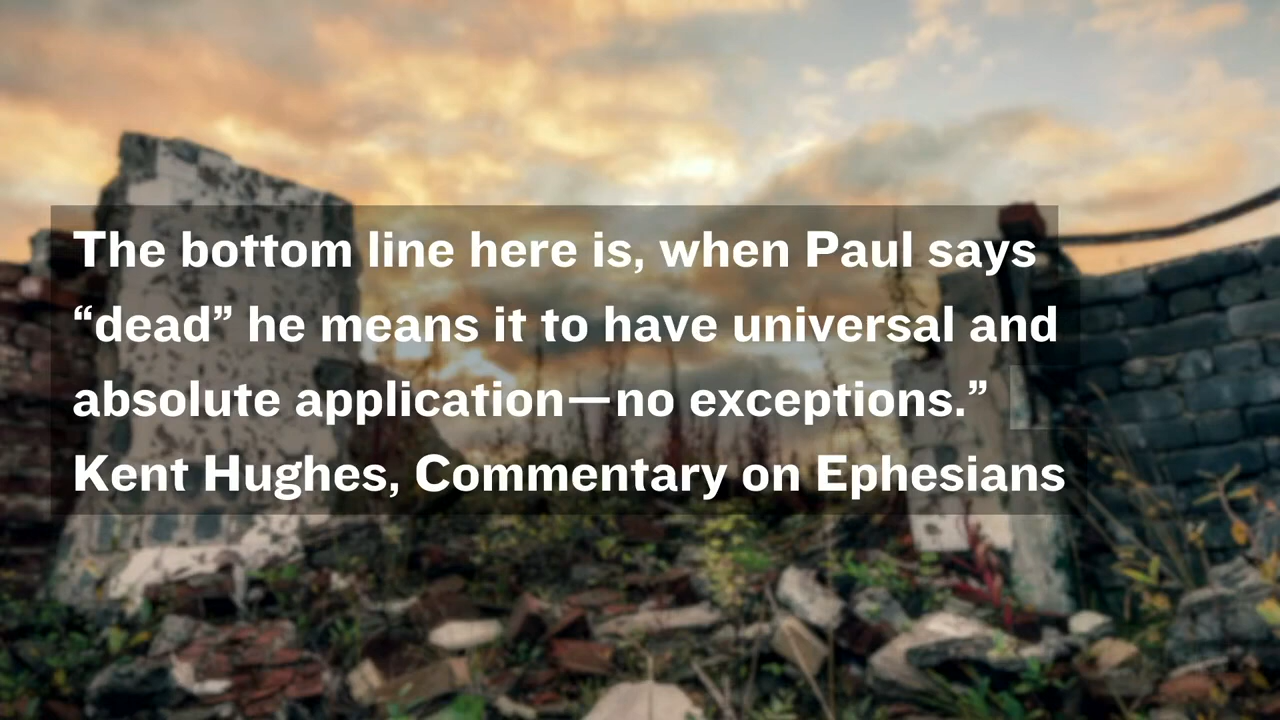 The bottom line here is, when Paul says
“dead” he means it to have universal and
absolute application—no exceptions.”
Kent Hughes, Commentary on Ephesians